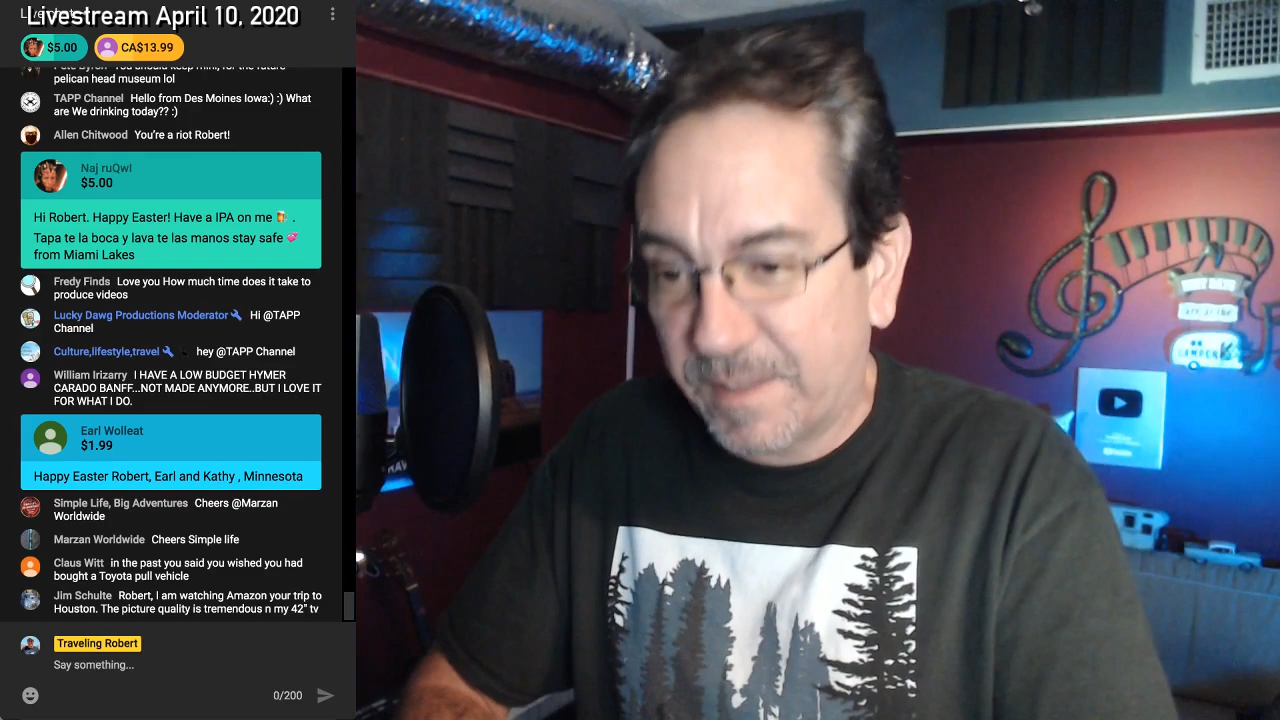 Livestream April 10, 2020
$5.00
CA$13.99
pelican head museum lol
TAPP Channel Hello from Des Moines Iowa:) :) What
are We drinking today?? :)
Allen Chitwood You're a riot Robert!
Naj ruQwI
$5.00
Hi Robert. Happy Easter! Have a IPA on me 🍺 .
Tapa te la boca y lava te las manos stay safe 💞
from Miami Lakes
Fredy Finds Love you How much time does it take to
produce videos
Lucky Dawg Productions Moderator Hi @TAPP
Channel
Culture,lifestyle,travel hey @TAPP Channel
William Irizarry I HAVE A LOW BUDGET HYMER
CARADO BANFF...NOT MADE ANYMORE..BUT I LOVE IT
FOR WHAT I DO.
Earl Wolleat
$1.99
Happy Easter Robert, Earl and Kathy , Minnesota
Simple Life, Big Adventures Cheers @Marzan
Worldwide
Marzan Worldwide Cheers Simple life
Claus Witt in the past you said you wished you had
bought a Toyota pull vehicle
Jim Schulte Robert, I am watching Amazon your trip to
Houston. The picture quality is tremendous n my 42" tv
Traveling Robert
Say something...
0/200